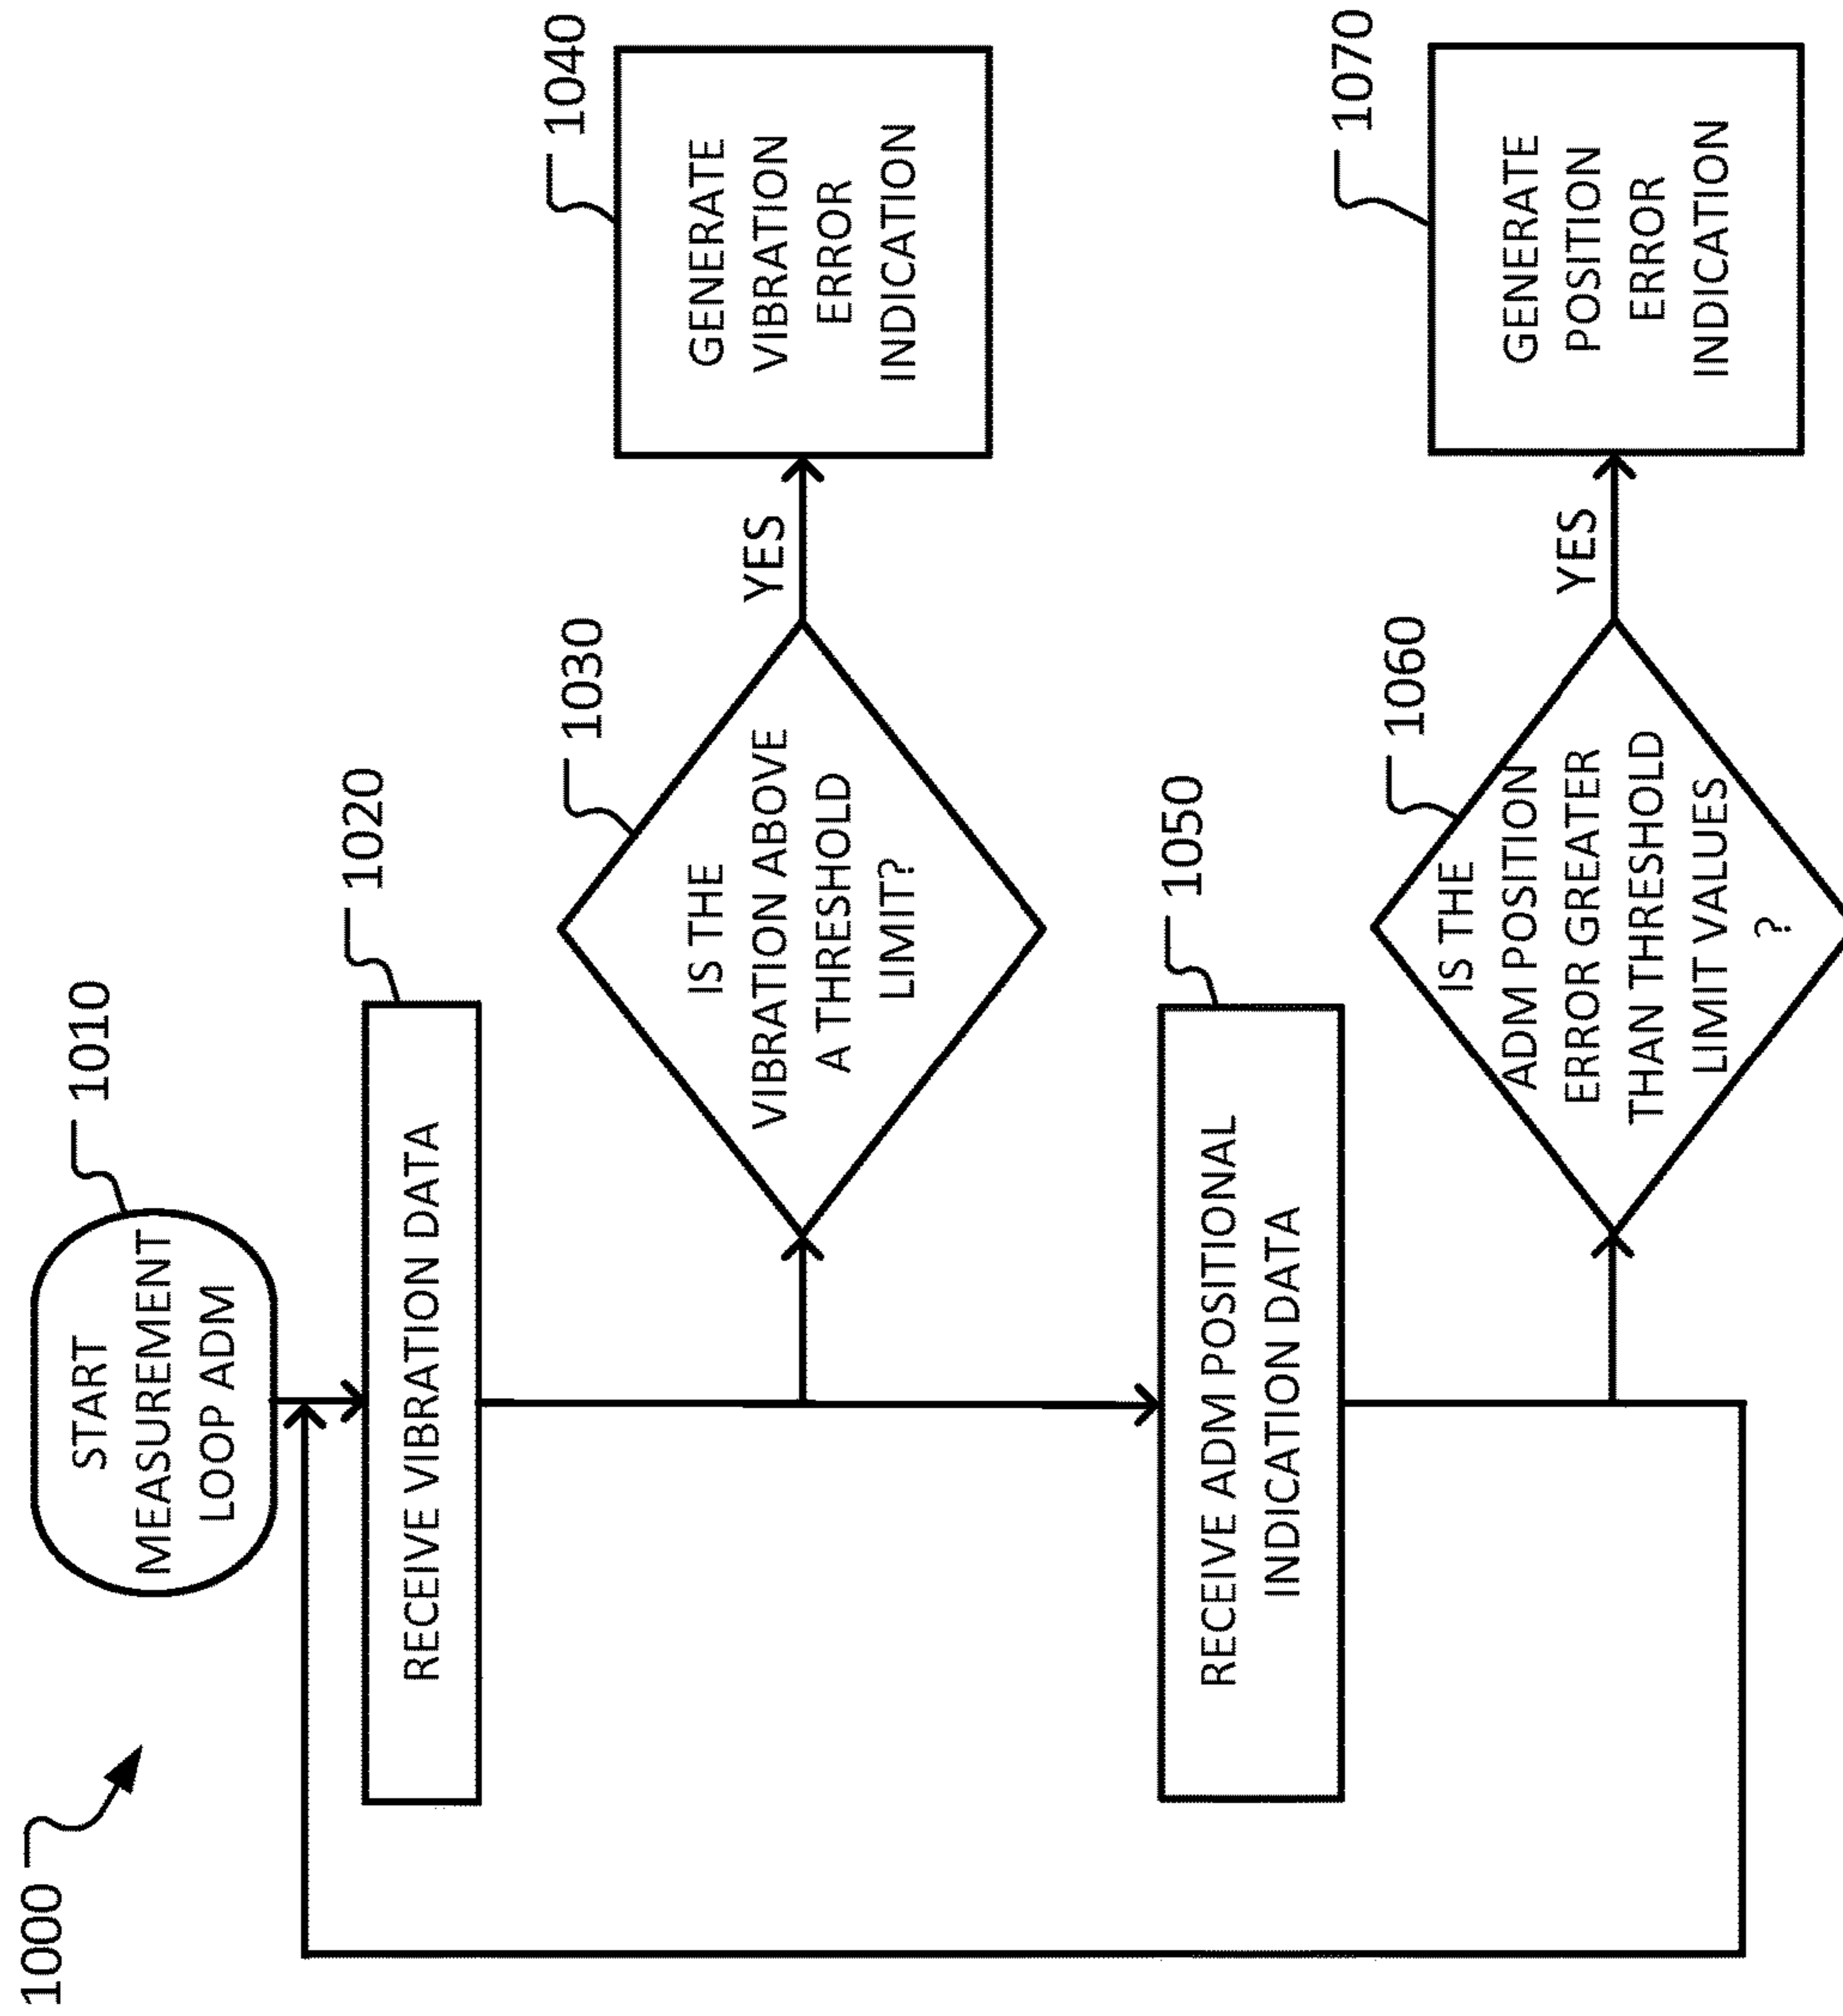 1000
1010
START
MEASUREMENT
LOOP ADM
1020
RECEIVE VIBRATION DATA
1030
IS THE
VIBRATION ABOVE
A THRESHOLD
LIMIT?
YES
1040
GENERATE
VIBRATION
ERROR
INDICATION
1050
RECEIVE ADM POSITIONAL
INDICATION DATA
1060
IS THE
ADM POSITION
ERROR GREATER
THAN THRESHOLD
LIMIT VALUES
?
YES
1070
GENERATE
POSITION
ERROR
INDICATION